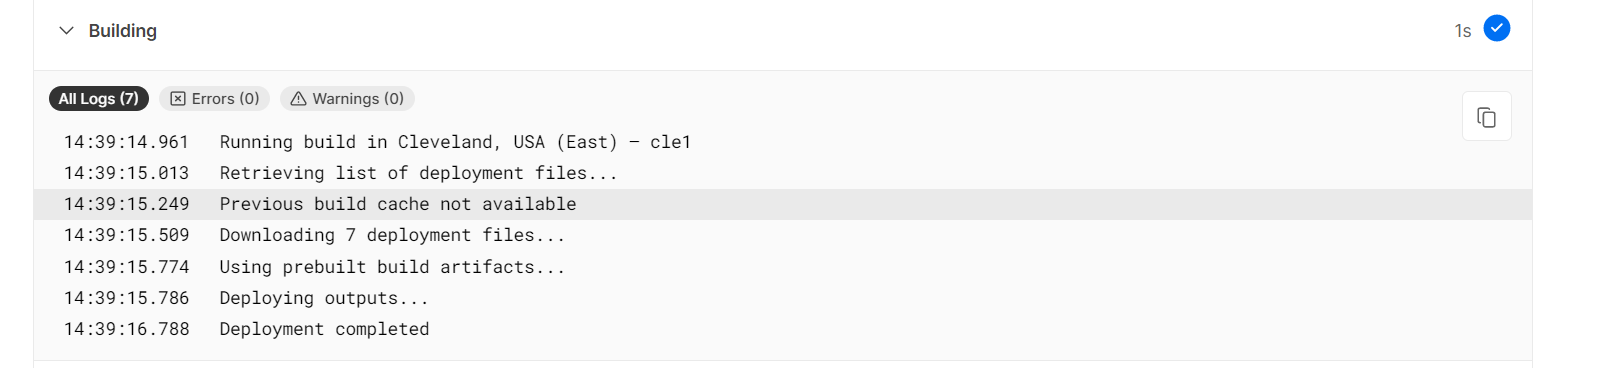 Building
1s
All Logs (7) Errors (0) Warnings (0)
14:39:14.961 Running build in Cleveland, USA (East) – cle1
14:39:15.013 Retrieving list of deployment files...
14:39:15.249 Previous build cache not available
14:39:15.509 Downloading 7 deployment files...
14:39:15.774 Using prebuilt build artifacts...
14:39:15.786 Deploying outputs...
14:39:16.788 Deployment completed